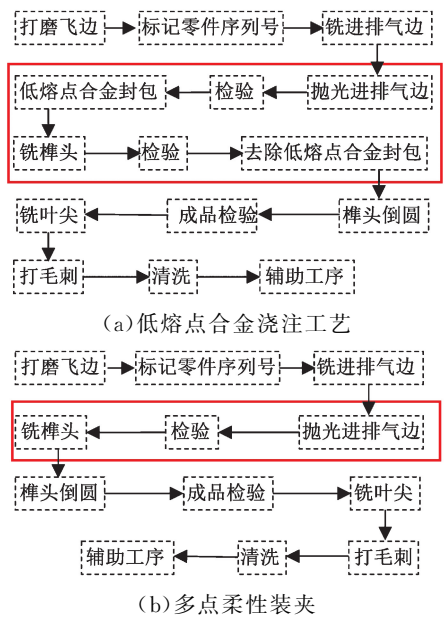 打磨飞边 标记零件序列号 铣进排气边
低熔点合金封包 检验 抛光进排气边
铣榫头 检验 去除低熔点合金封包
铣叶尖 成品检验 榫头倒圆
打毛刺 清洗 辅助工序
(a)低熔点合金浇注工艺
打磨飞边 标记零件序列号 铣进排气边
铣榫头 检验 抛光进排气边
榫头倒圆 成品检验 铣叶尖
辅助工序 清洗 打毛刺
(b)多点柔性装夹